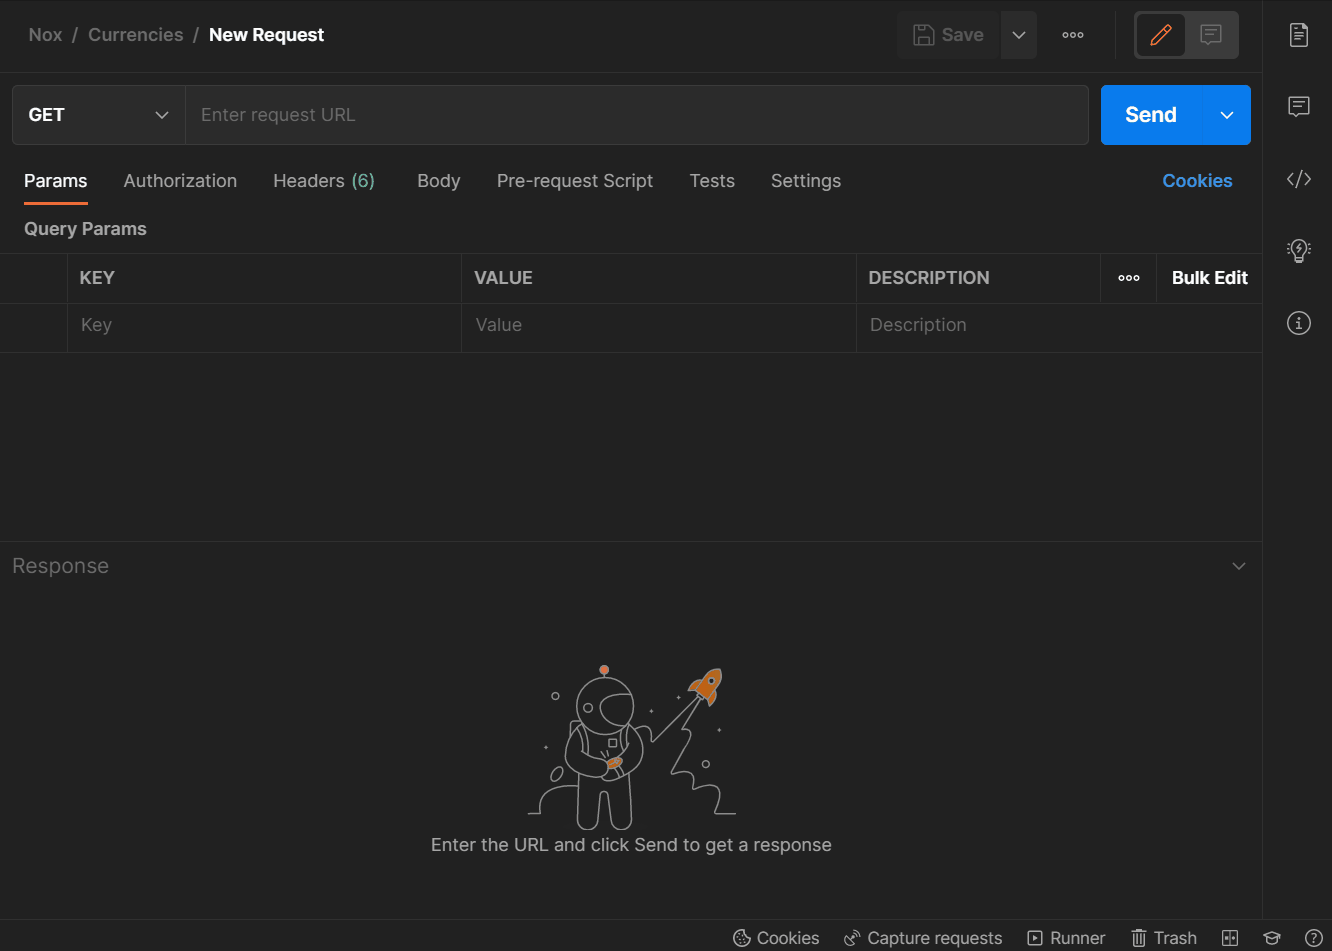 Nox / Currencies / New Request
Save
GET
Enter request URL
Send
Params Authorization Headers (6) Body Pre-request Script Tests Settings Cookies
Query Params
KEY VALUE DESCRIPTION Bulk Edit
Key Value Description
Response
Enter the URL and click Send to get a response
Cookies Capture requests Runner Trash